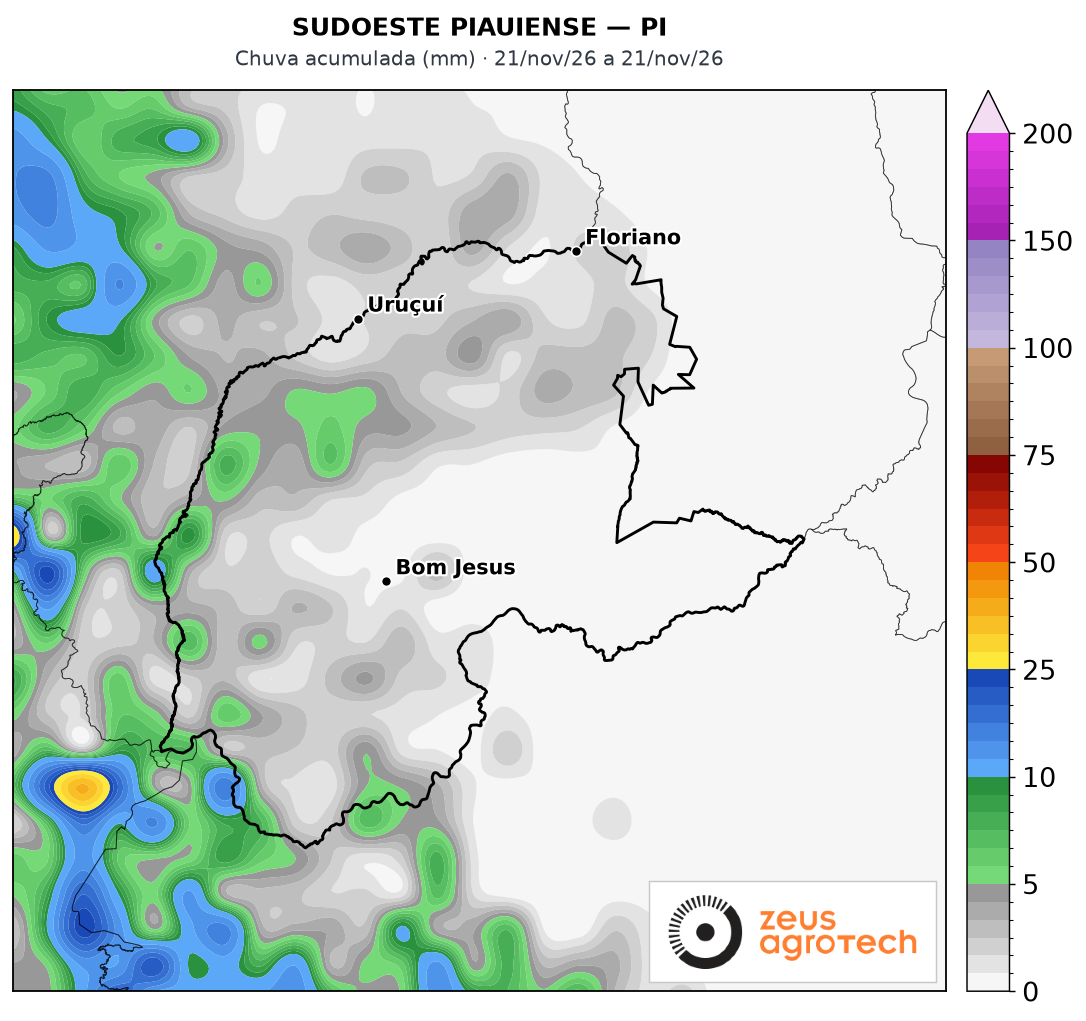 SUDOESTE PIAUIENSE — PI
Chuva acumulada (mm) · 21/nov/26 a 21/nov/26
Floriano
Uruçuí
Bom Jesus
200
150
100
75
50
25
10
5
0
zeus
agrotech